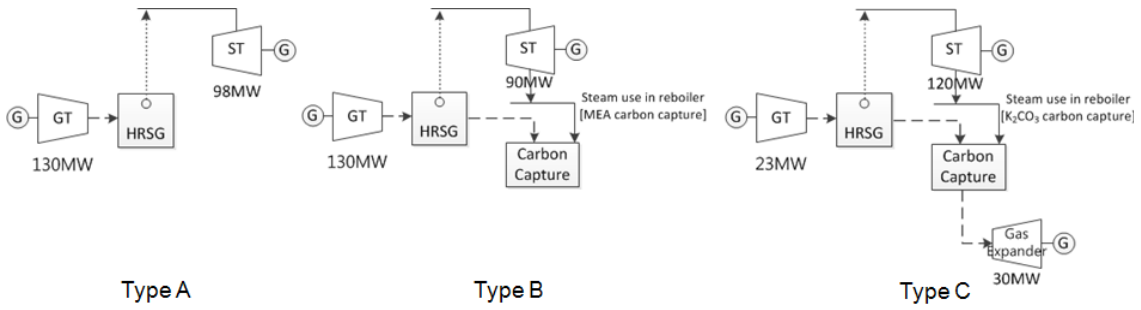 ST
G
98MW
G
GT
HRSG
130MW
Type A
ST
G
90MW
Steam use in reboiler
[MEA carbon capture]
G
GT
HRSG
130MW
Carbon
Capture
Type B
ST
G
120MW
Steam use in reboiler
[K₂CO₃ carbon capture]
G
GT
HRSG
23MW
Carbon
Capture
Gas
Expander
G
30MW
Type C